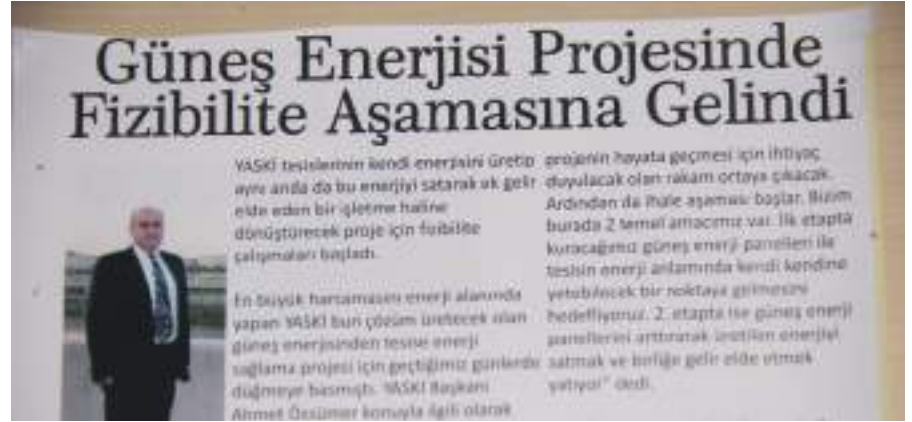 Güneş Enerjisi Projesinde
Fizibilite Aşamasına Gelindi
YASKİ tesislerinin kendi enerjisini üretip
aynı anda da bu enerjiyi satarak ek gelir
elde eden bir işletme haline
dönüştürecek proje için fizibilite
çalışmaları başladı.
En büyük harcamasını enerji alanında
yapan YASKİ bun çözüm üretecek olan
güneş enerjisinden tesise enerji
sağlama projesi için geçtiğimiz günlerde
düğmeye basmıştı. YASKİ Başkanı
Ahmet Özsümer konuyla ilgili olarak
projenin hayata geçmesi için ihtiyaç
duyulacak olan rakam ortaya çıkacak.
Ardından da ihale aşaması başlar. Bizim
burada 2 temel amacımız var. İlk etapta
kuracağımız güneş enerji panelleri ile
tesisin enerji anlamında kendi kendine
yetebilecek bir noktaya gelmesini
hedefliyoruz. 2. etapta ise güneş enerji
panellerini arttırarak üretilen enerjiyi
satmak ve birliğe gelir elde etmek
yatıyor" dedi.